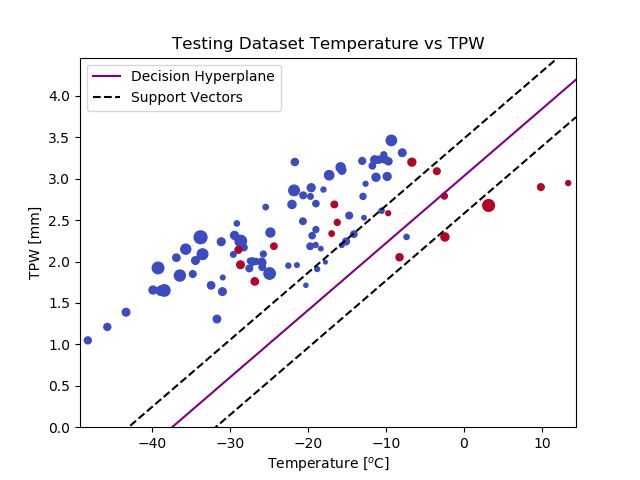 Testing Dataset Temperature vs TPW
Decision Hyperplane
Support Vectors
TPW [mm]
4.0
3.5
3.0
2.5
2.0
1.5
1.0
0.5
0.0
−40 −30 −20 −10 0 10
Temperature [°C]